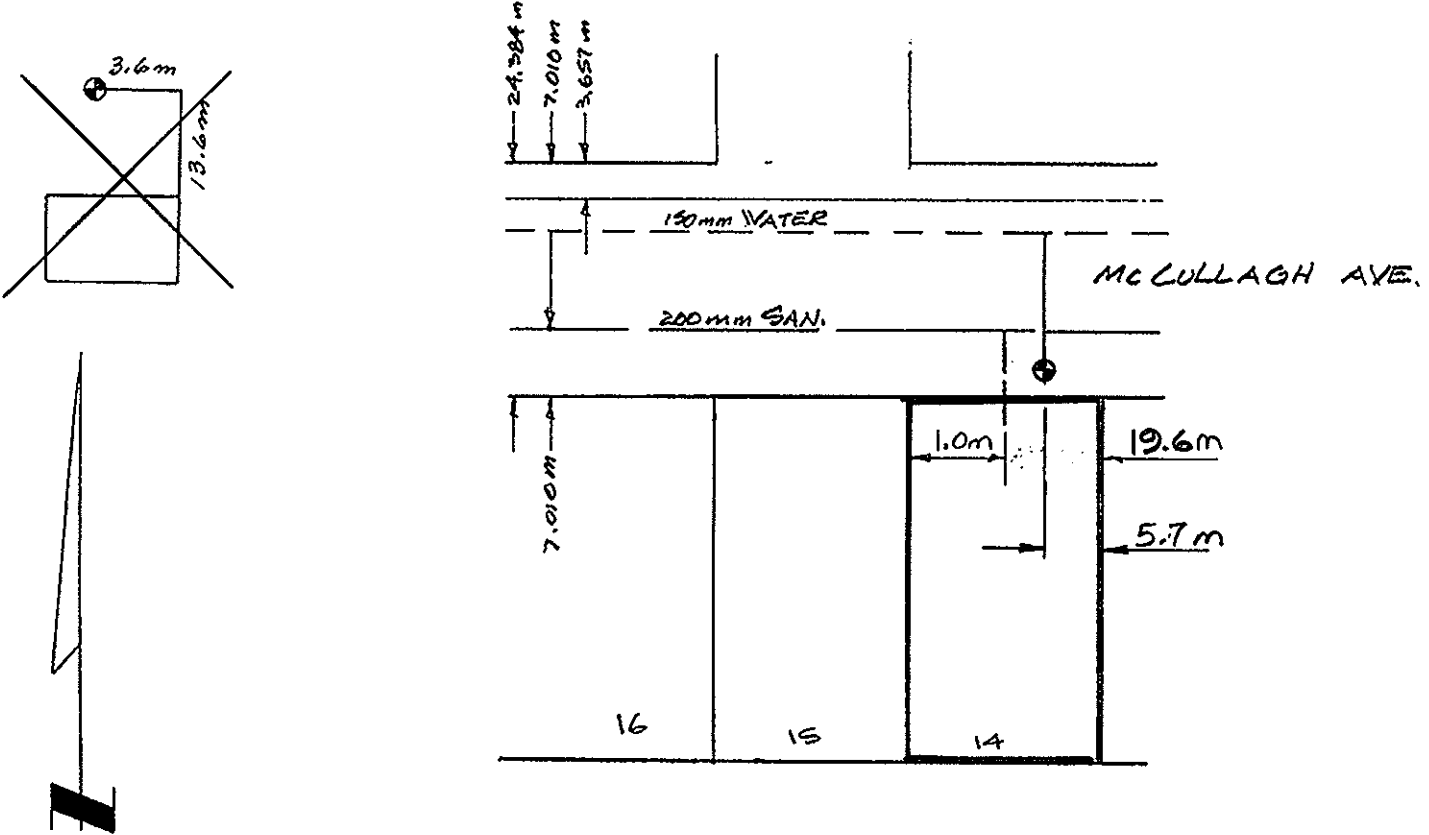 3.6m
13.6m
24.384 m
7.010 m
3.657 m
150mm WATER
McCULLAGH AVE.
200mm SAN.
7.010m
1.0m
19.6m
5.7m
16
15
14
N